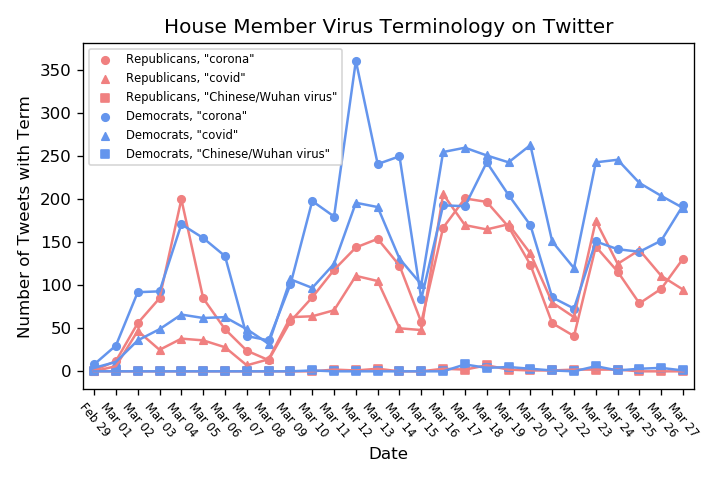 House Member Virus Terminology on Twitter
Number of Tweets with Term
350
300
250
200
150
100
50
0
Republicans, "corona"
Republicans, "covid"
Republicans, "Chinese/Wuhan virus"
Democrats, "corona"
Democrats, "covid"
Democrats, "Chinese/Wuhan virus"
Feb 29
Mar 01
Mar 02
Mar 03
Mar 04
Mar 05
Mar 06
Mar 07
Mar 08
Mar 09
Mar 10
Mar 11
Mar 12
Mar 13
Mar 14
Mar 15
Mar 16
Mar 17
Mar 18
Mar 19
Mar 20
Mar 21
Mar 22
Mar 23
Mar 24
Mar 25
Mar 26
Mar 27
Date